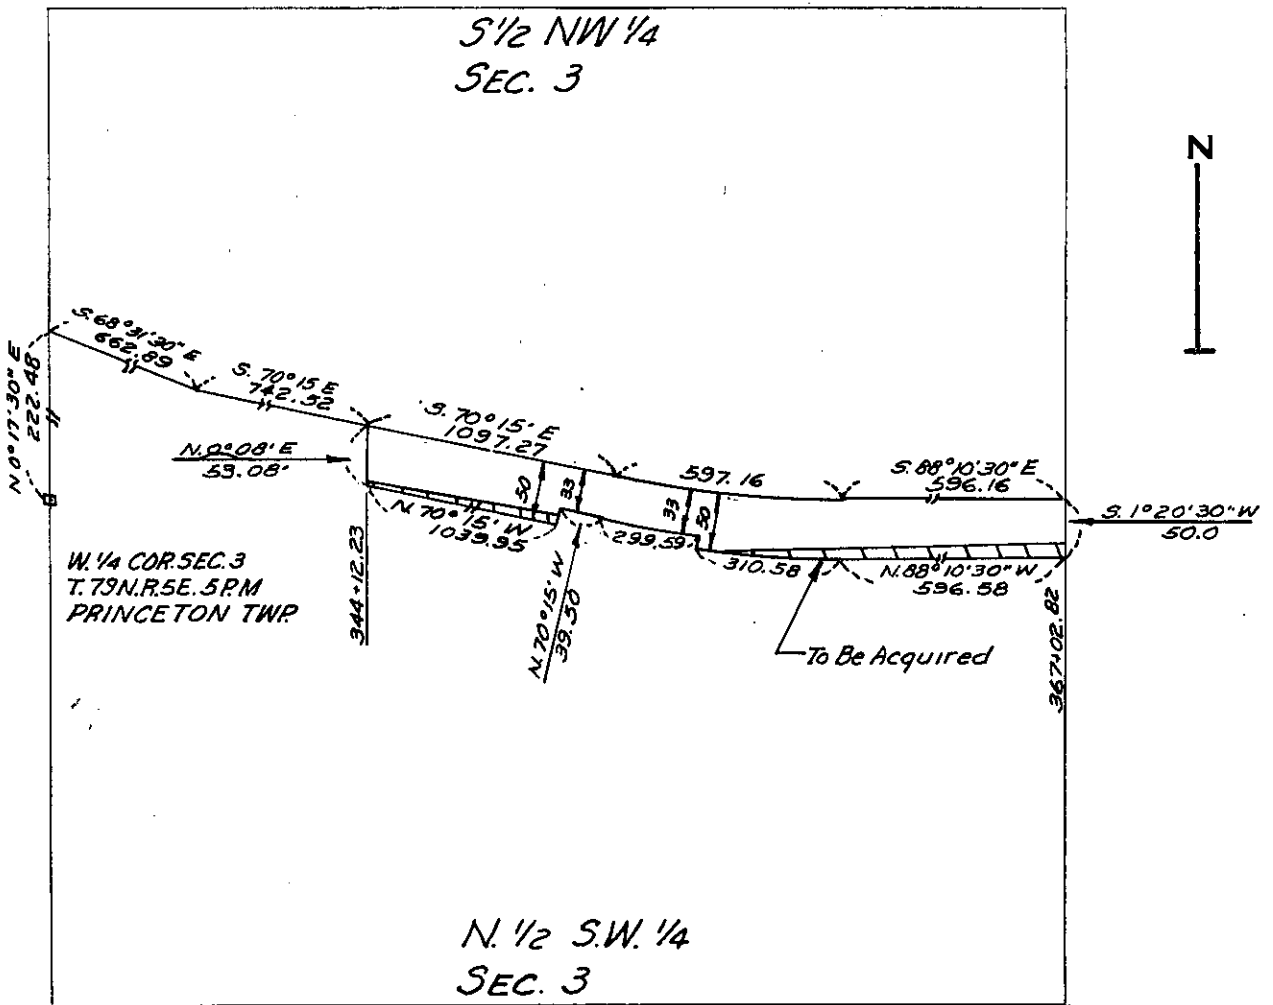 S 1/2 NW 1/4
SEC. 3
N
S. 68° 31' 30" E
662.89
N 0° 17' 30" E
222.48
S. 70° 15 E
742.52
S. 70° 15' E
1097.27
N. 0° 08' E
53.08'
50
33
597.16
33
50
S. 88° 10' 30" E
596.16
S. 1° 20' 30" W
50.0
N. 70° 15' W
1039.95
299.59
310.58
N. 88° 10' 30" W
596.58
W. 1/4 COR. SEC. 3
T. 79 N. R 5 E. 5 P.M
PRINCETON TWP.
344+12.23
N. 70° 15' W
39.50
To Be Acquired
367+02.82
N. 1/2 S.W. 1/4
SEC. 3